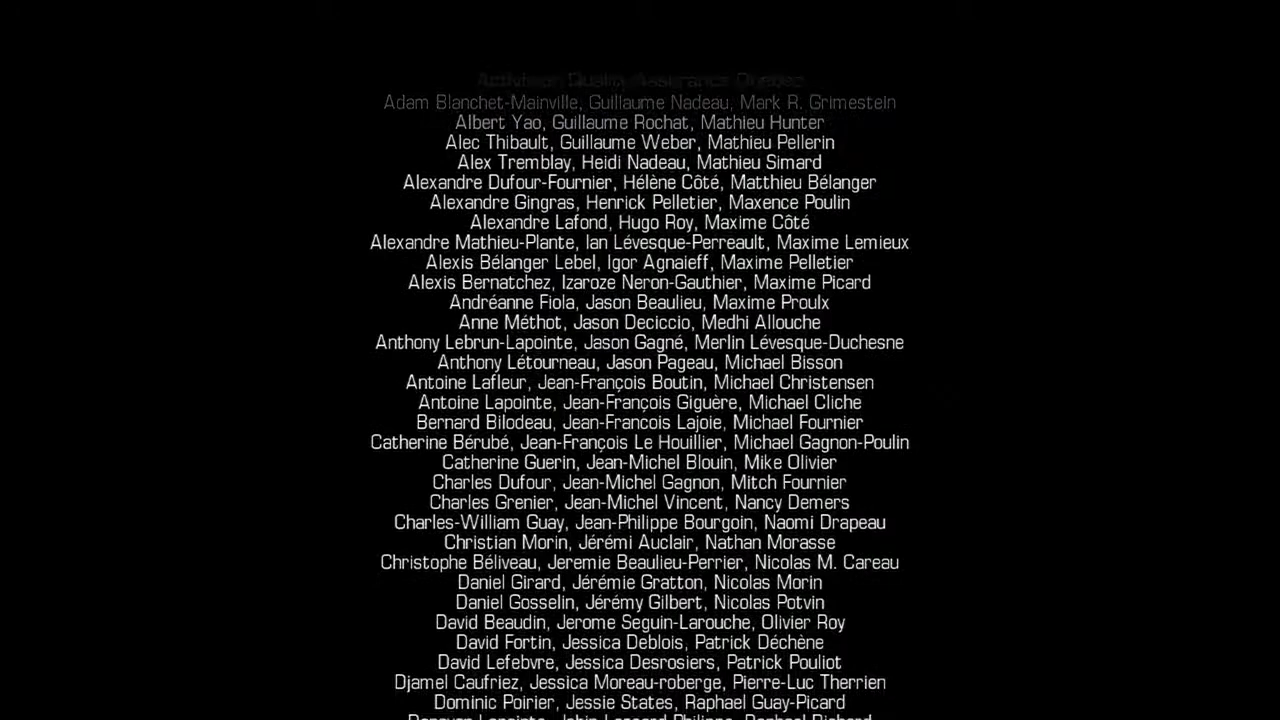 Activision Quality Assurance Quebec
Adam Blanchet-Mainville, Guillaume Nadeau, Mark R. Grimestein
Albert Yao, Guillaume Rochat, Mathieu Hunter
Alec Thibault, Guillaume Weber, Mathieu Pellerin
Alex Tremblay, Heidi Nadeau, Mathieu Simard
Alexandre Dufour-Fournier, Hélène Côté, Matthieu Bélanger
Alexandre Gingras, Henrick Pelletier, Maxence Poulin
Alexandre Lafond, Hugo Roy, Maxime Côté
Alexandre Mathieu-Plante, Ian Lévesque-Perreault, Maxime Lemieux
Alexis Bélanger Lebel, Igor Agnaieff, Maxime Pelletier
Alexis Bernatchez, Izaroze Neron-Gauthier, Maxime Picard
Andréanne Fiola, Jason Beaulieu, Maxime Proulx
Anne Méthot, Jason Deciccio, Medhi Allouche
Anthony Lebrun-Lapointe, Jason Gagné, Merlin Lévesque-Duchesne
Anthony Létourneau, Jason Pageau, Michael Bisson
Antoine Lafleur, Jean-François Boutin, Michael Christensen
Antoine Lapointe, Jean-François Giguère, Michael Cliche
Bernard Bilodeau, Jean-Francois Lajoie, Michael Fournier
Catherine Bérubé, Jean-François Le Houillier, Michael Gagnon-Poulin
Catherine Guerin, Jean-Michel Blouin, Mike Olivier
Charles Dufour, Jean-Michel Gagnon, Mitch Fournier
Charles Grenier, Jean-Michel Vincent, Nancy Demers
Charles-William Guay, Jean-Philippe Bourgoin, Naomi Drapeau
Christian Morin, Jérémi Auclair, Nathan Morasse
Christophe Béliveau, Jeremie Beaulieu-Perrier, Nicolas M. Careau
Daniel Girard, Jérémie Gratton, Nicolas Morin
Daniel Gosselin, Jérémy Gilbert, Nicolas Potvin
David Beaudin, Jerome Seguin-Larouche, Olivier Roy
David Fortin, Jessica Deblois, Patrick Déchène
David Lefebvre, Jessica Desrosiers, Patrick Pouliot
Djamel Caufriez, Jessica Moreau-roberge, Pierre-Luc Therrien
Dominic Poirier, Jessie States, Raphael Guay-Picard